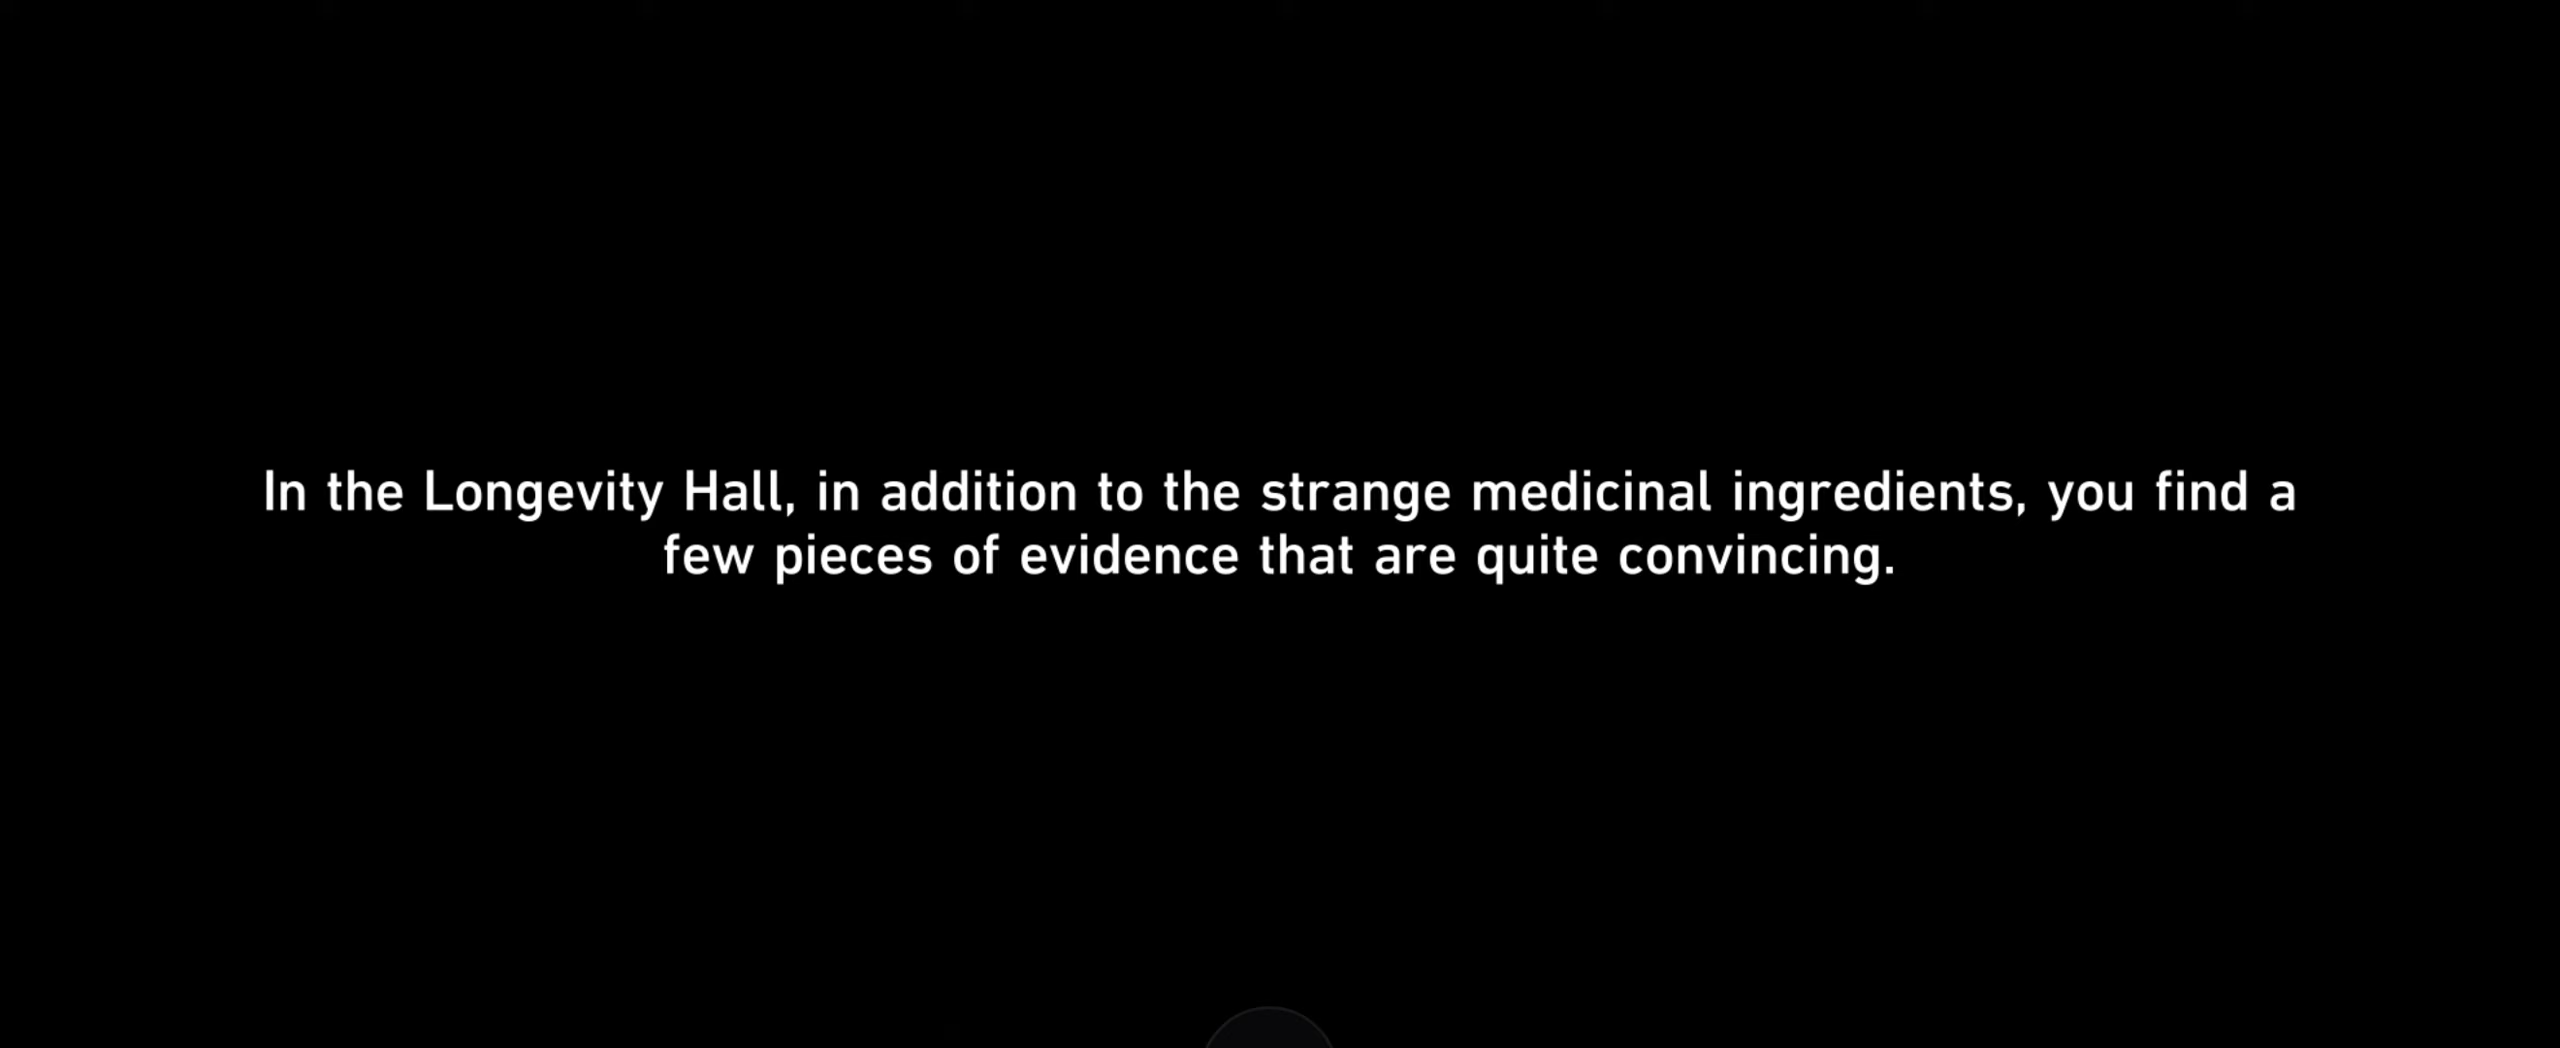 In the Longevity Hall, in addition to the strange medicinal ingredients, you find a
few pieces of evidence that are quite convincing.